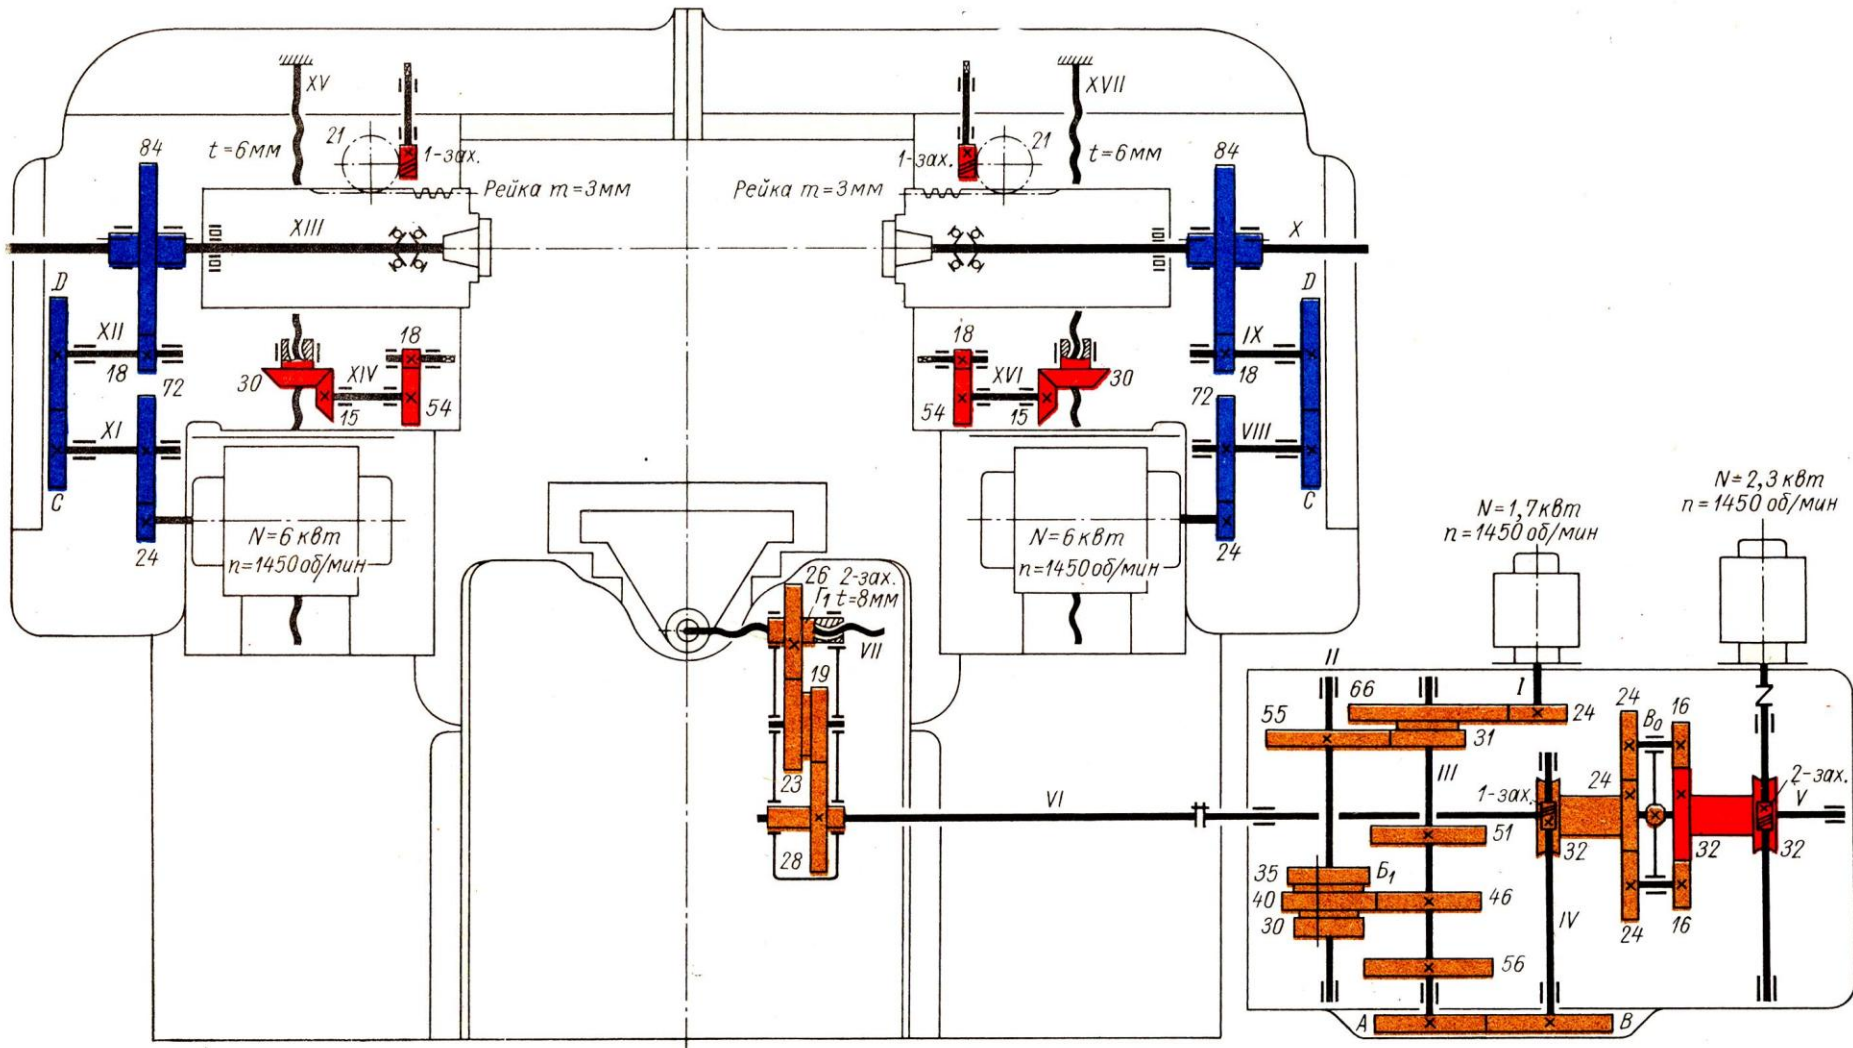 XV
XVII
84
t=6мм
21
1-зах.
1-зах.
21
t=6мм
84
Рейка m=3мм
Рейка m=3мм
XIII
X
D
D
XII
18
18
IX
18
72
30
XIV
54
15
54
XVI
15
30
18
72
XI
VIII
C
C
24
N=6 квт
n=1450 об/мин
N=6 квт
n=1450 об/мин
24
N=1,7квт
n=1450 об/мин
N=2,3 квт
n=1450 об/мин
26
2-зах.
Г₁
t=8мм
VII
19
23
28
VI
II
66
I
24
55
31
III
24
B₀
16
24
1-зах.
2-зах.
V
32
32
32
51
35
Б₁
40
46
30
IV
24
16
56
A
B